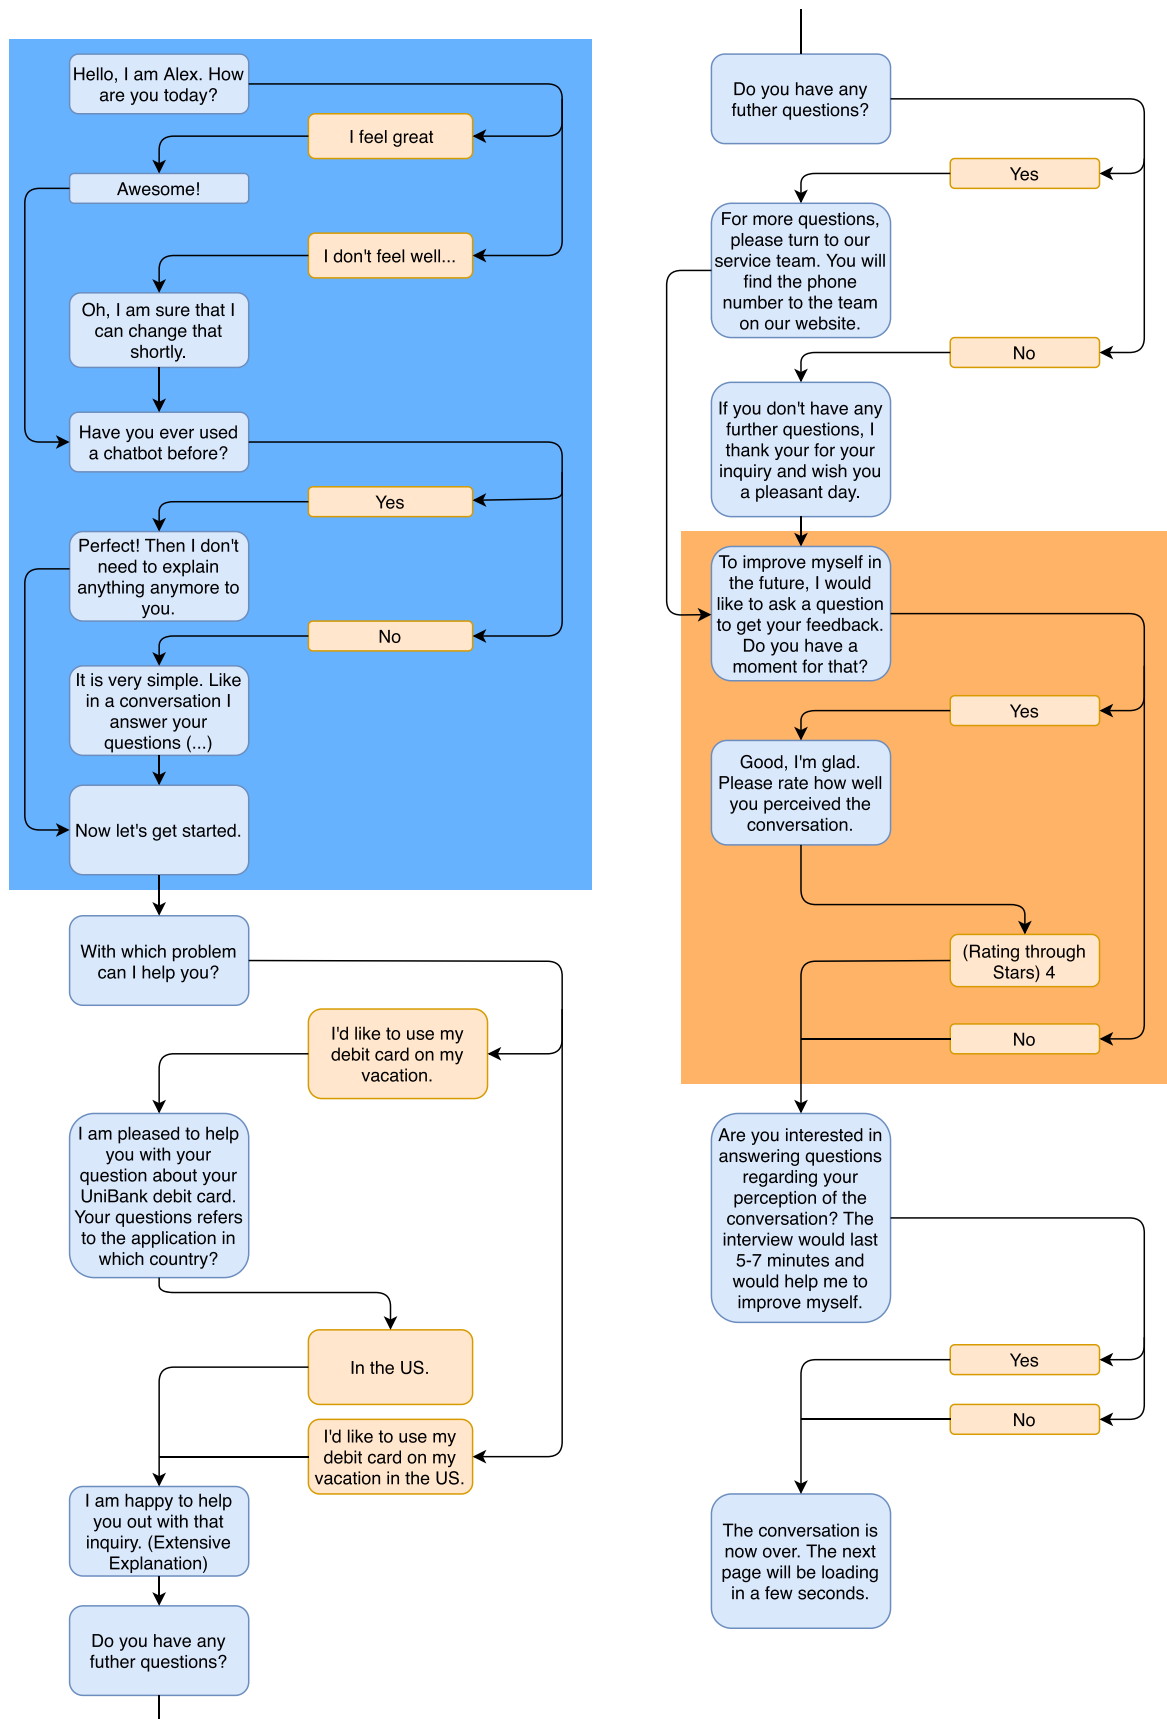 Hello, I am Alex. How
are you today?
I feel great
Awesome!
I don't feel well...
Oh, I am sure that I
can change that
shortly.
Have you ever used
a chatbot before?
Yes
Perfect! Then I don't
need to explain
anything anymore to
you.
No
It is very simple. Like
in a conversation I
answer your
questions (...)
Now let's get started.
With which problem
can I help you?
I'd like to use my
debit card on my
vacation.
I am pleased to help
you with your
question about your
UniBank debit card.
Your questions refers
to the application in
which country?
In the US.
I'd like to use my
debit card on my
vacation in the US.
I am happy to help
you out with that
inquiry. (Extensive
Explanation)
Do you have any
futher questions?
Do you have any
futher questions?
Yes
For more questions,
please turn to our
service team. You will
find the phone
number to the team
on our website.
No
If you don't have any
further questions, I
thank your for your
inquiry and wish you
a pleasant day.
To improve myself in
the future, I would
like to ask a question
to get your feedback.
Do you have a
moment for that?
Yes
Good, I'm glad.
Please rate how well
you perceived the
conversation.
(Rating through
Stars) 4
No
Are you interested in
answering questions
regarding your
perception of the
conversation? The
interview would last
5-7 minutes and
would help me to
improve myself.
Yes
No
The conversation is
now over. The next
page will be loading
in a few seconds.